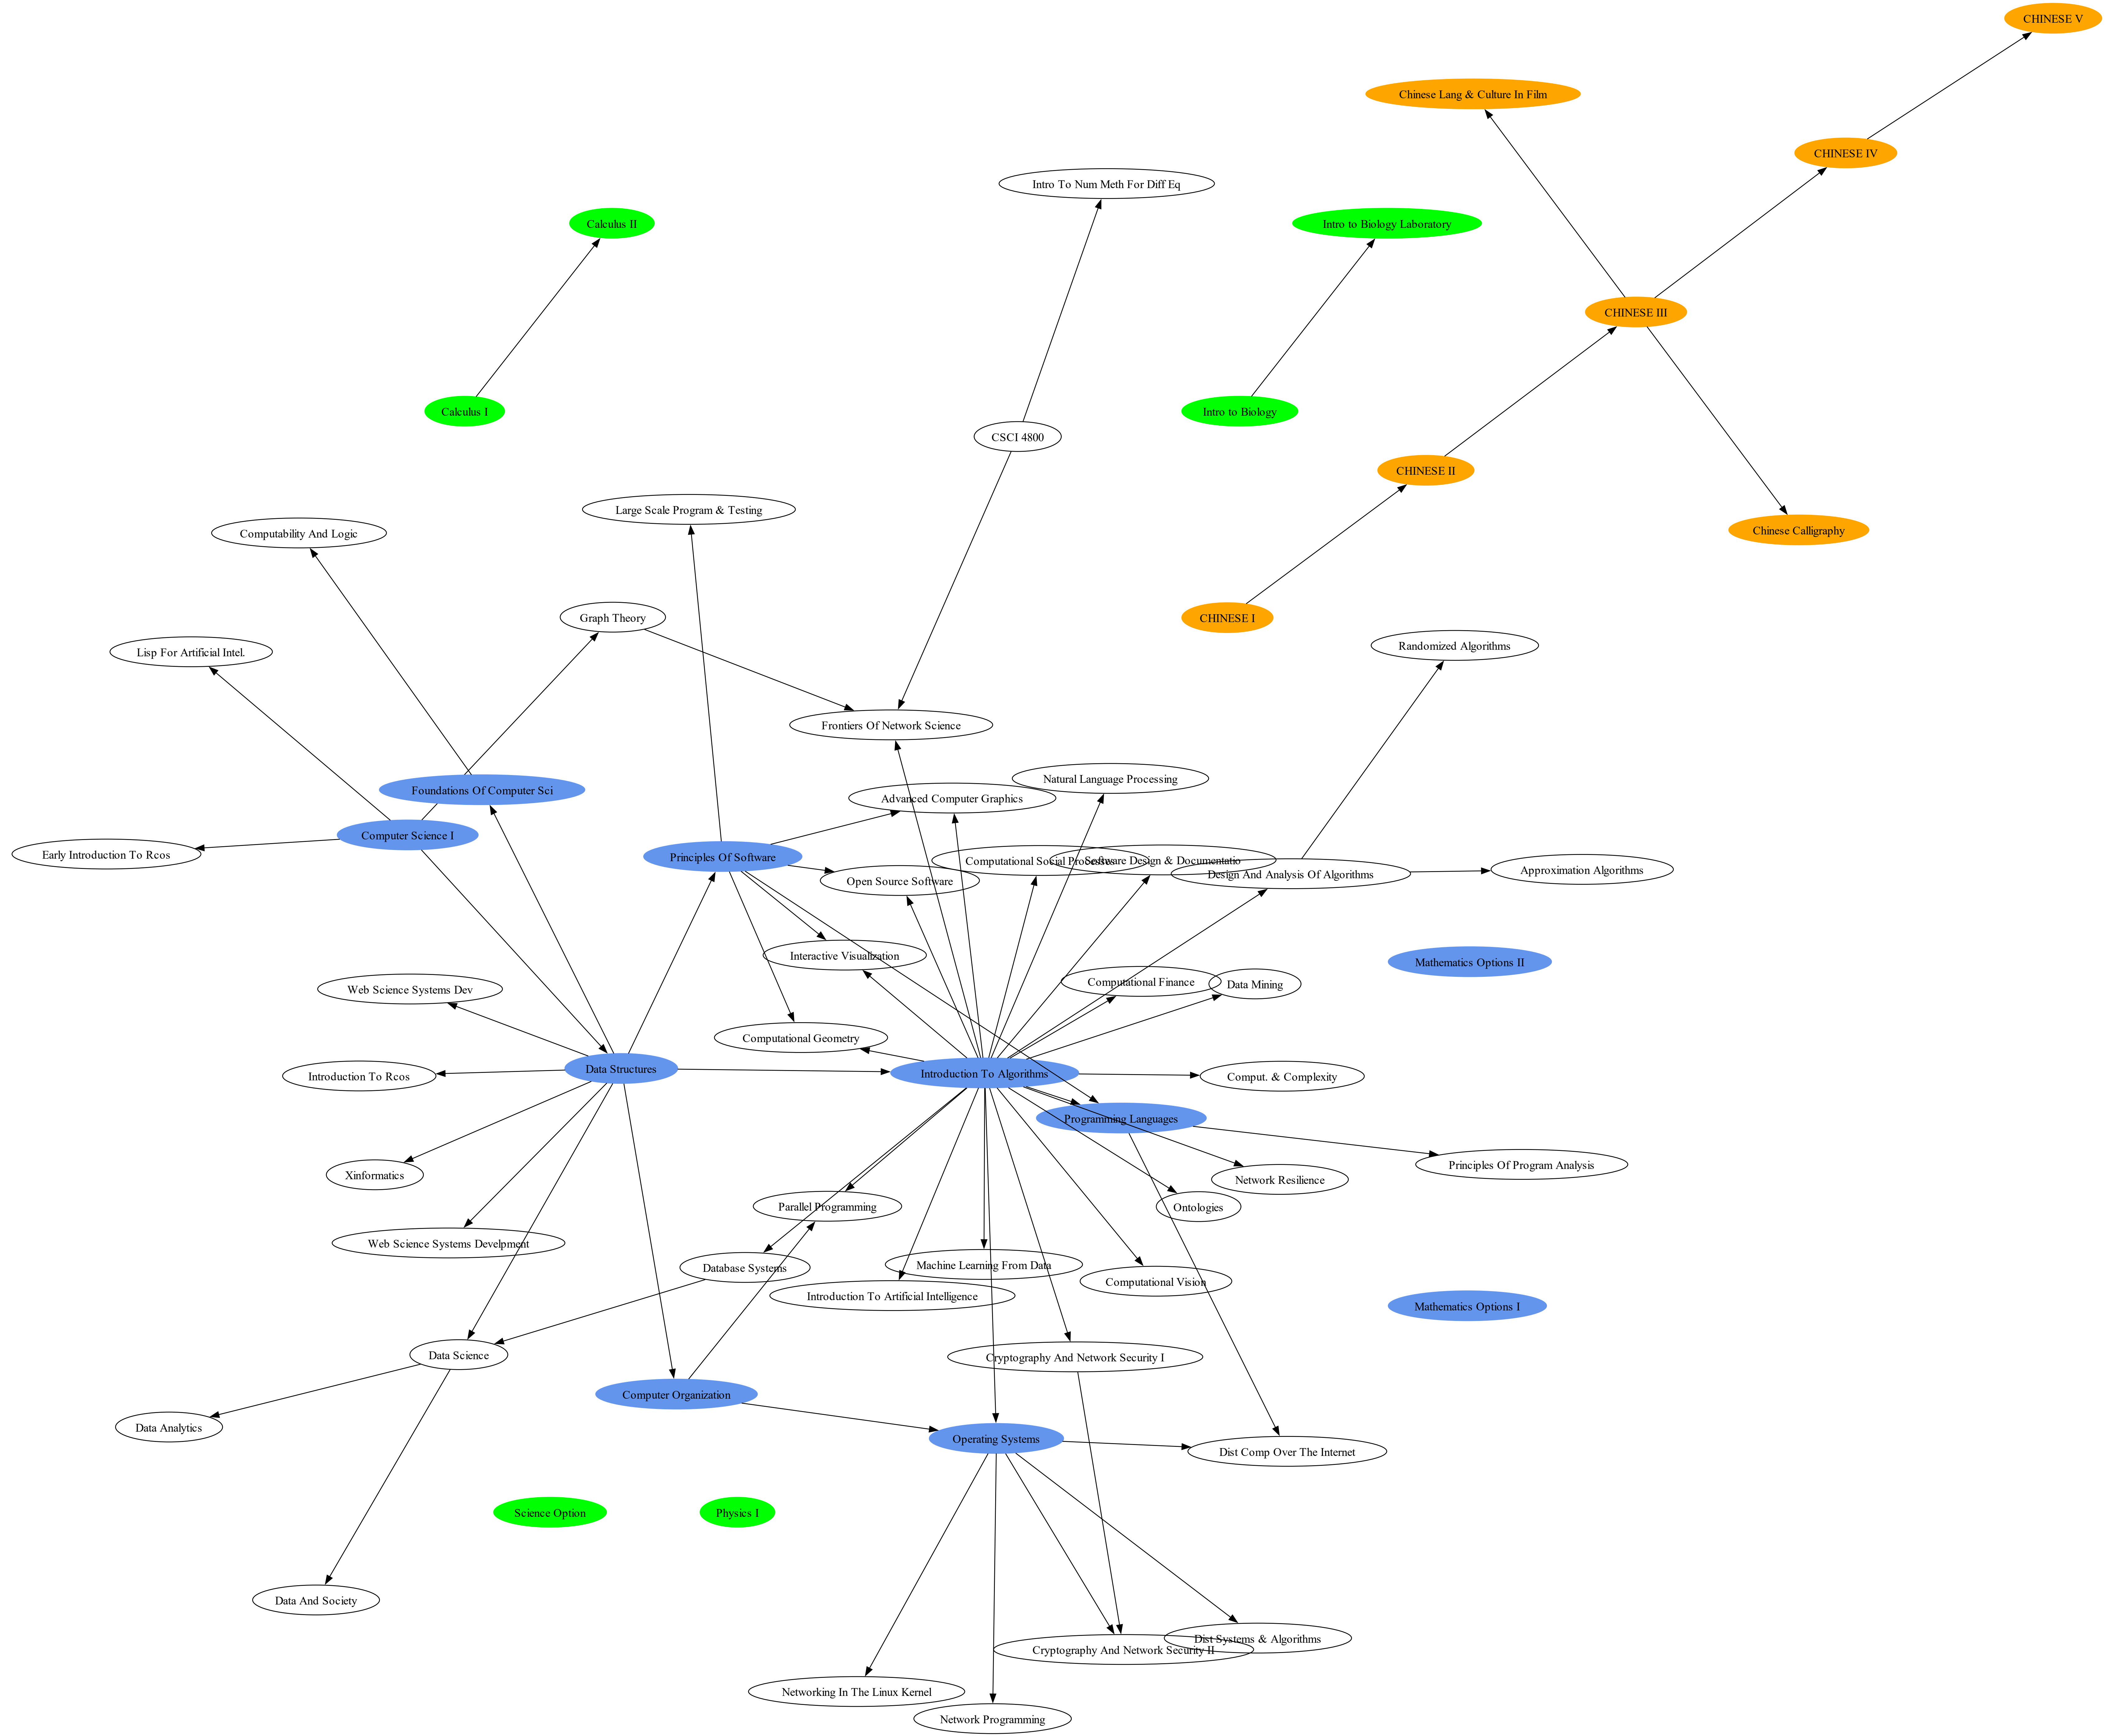 CHINESE V
Chinese Lang & Culture In Film
CHINESE IV
Intro To Num Meth For Diff Eq
Calculus II
Intro to Biology Laboratory
CHINESE III
Calculus I
Intro to Biology
CSCI 4800
CHINESE II
Large Scale Program & Testing
Chinese Calligraphy
Computability And Logic
Graph Theory
CHINESE I
Randomized Algorithms
Lisp For Artificial Intel.
Frontiers Of Network Science
Natural Language Processing
Foundations Of Computer Sci
Advanced Computer Graphics
Computer Science I
Early Introduction To Rcos
Principles Of Software
Computational Social Processes
Software Design & Documentatio
Open Source Software
Design And Analysis Of Algorithms
Approximation Algorithms
Interactive Visualization
Mathematics Options II
Web Science Systems Dev
Computational Finance
Data Mining
Computational Geometry
Data Structures
Introduction To Rcos
Introduction To Algorithms
Comput. & Complexity
Programming Languages
Principles Of Program Analysis
Xinformatics
Network Resilience
Parallel Programming
Ontologies
Web Science Systems Develpment
Database Systems
Machine Learning From Data
Computational Vision
Introduction To Artificial Intelligence
Mathematics Options I
Data Science
Cryptography And Network Security I
Computer Organization
Data Analytics
Operating Systems
Dist Comp Over The Internet
Science Option
Physics I
Data And Society
Dist Systems & Algorithms
Cryptography And Network Security II
Networking In The Linux Kernel
Network Programming